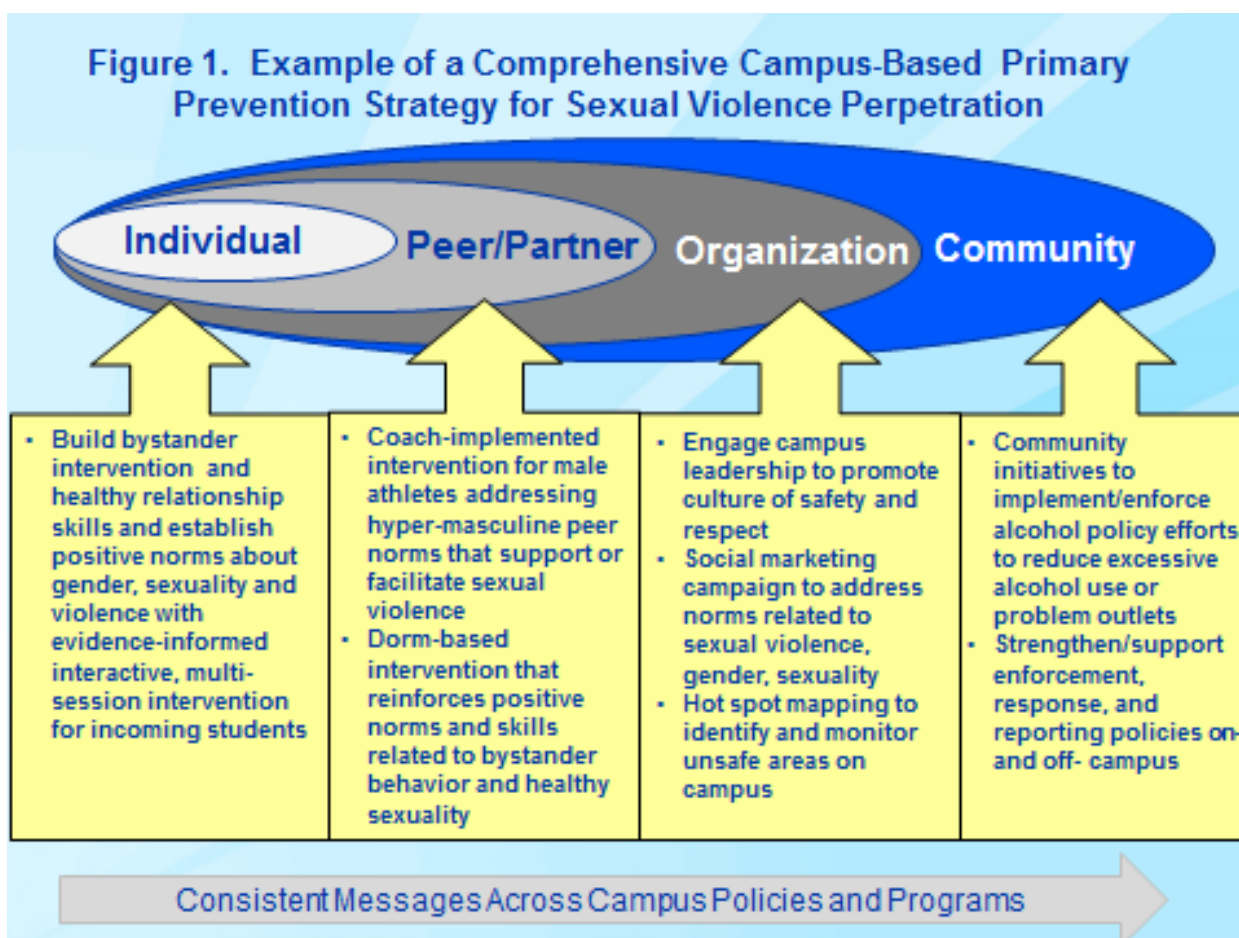 Figure 1. Example of a Comprehensive Campus-Based Primary
Prevention Strategy for Sexual Violence Perpetration
Individual
Peer/Partner
Organization
Community
• Build bystander
intervention and
healthy relationship
skills and establish
positive norms about
gender, sexuality and
violence with
evidence-informed
interactive, multi-
session intervention
for incoming students
• Coach-implemented
intervention for male
athletes addressing
hyper-masculine peer
norms that support or
facilitate sexual
violence
• Dorm-based
intervention that
reinforces positive
norms and skills
related to bystander
behavior and healthy
sexuality
• Engage campus
leadership to promote
culture of safety and
respect
• Social marketing
campaign to address
norms related to
sexual violence,
gender, sexuality
• Hot spot mapping to
identify and monitor
unsafe areas on
campus
• Community
initiatives to
implement/enforce
alcohol policy efforts
to reduce excessive
alcohol use or
problem outlets
• Strengthen/support
enforcement,
response, and
reporting policies on-
and off- campus
Consistent Messages Across Campus Policies and Programs